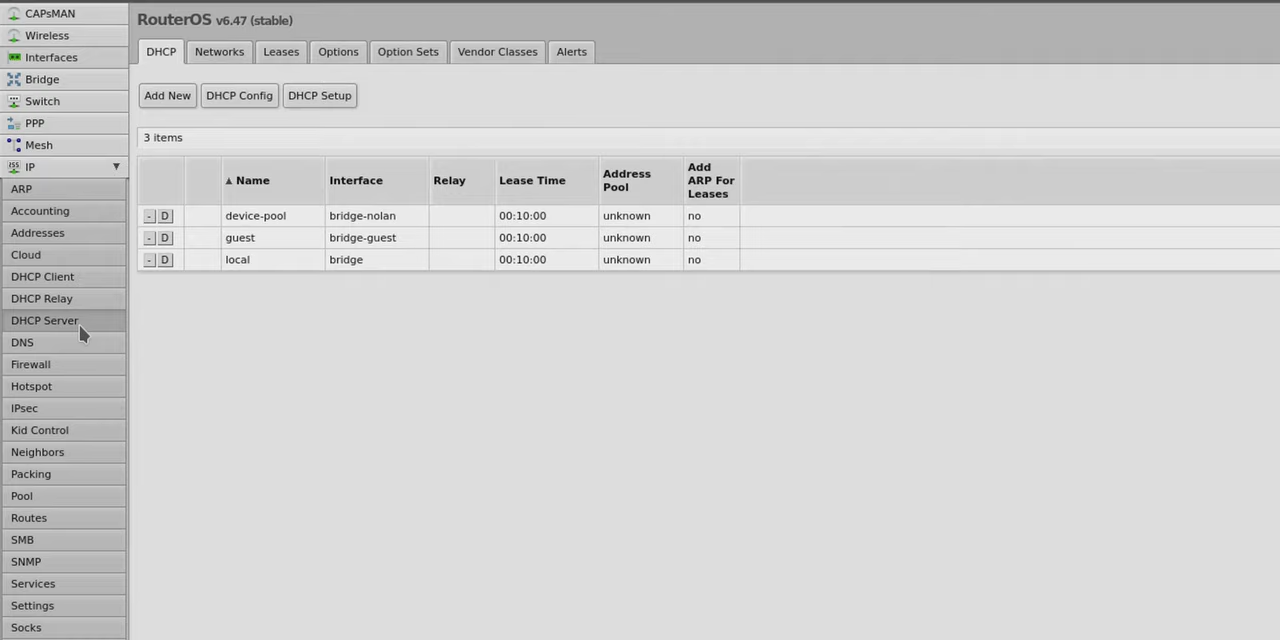 CAPsMAN
Wireless
Interfaces
Bridge
Switch
PPP
Mesh
IP
ARP
Accounting
Addresses
Cloud
DHCP Client
DHCP Relay
DHCP Server
DNS
Firewall
Hotspot
IPsec
Kid Control
Neighbors
Packing
Pool
Routes
SMB
SNMP
Services
Settings
Socks
RouterOS v6.47 (stable)
DHCP Networks Leases Options Option Sets Vendor Classes Alerts
Add New DHCP Config DHCP Setup
3 items
▲ Name Interface Relay Lease Time Address Pool Add ARP For Leases
- D device-pool bridge-nolan 00:10:00 unknown no
- D guest bridge-guest 00:10:00 unknown no
- D local bridge 00:10:00 unknown no